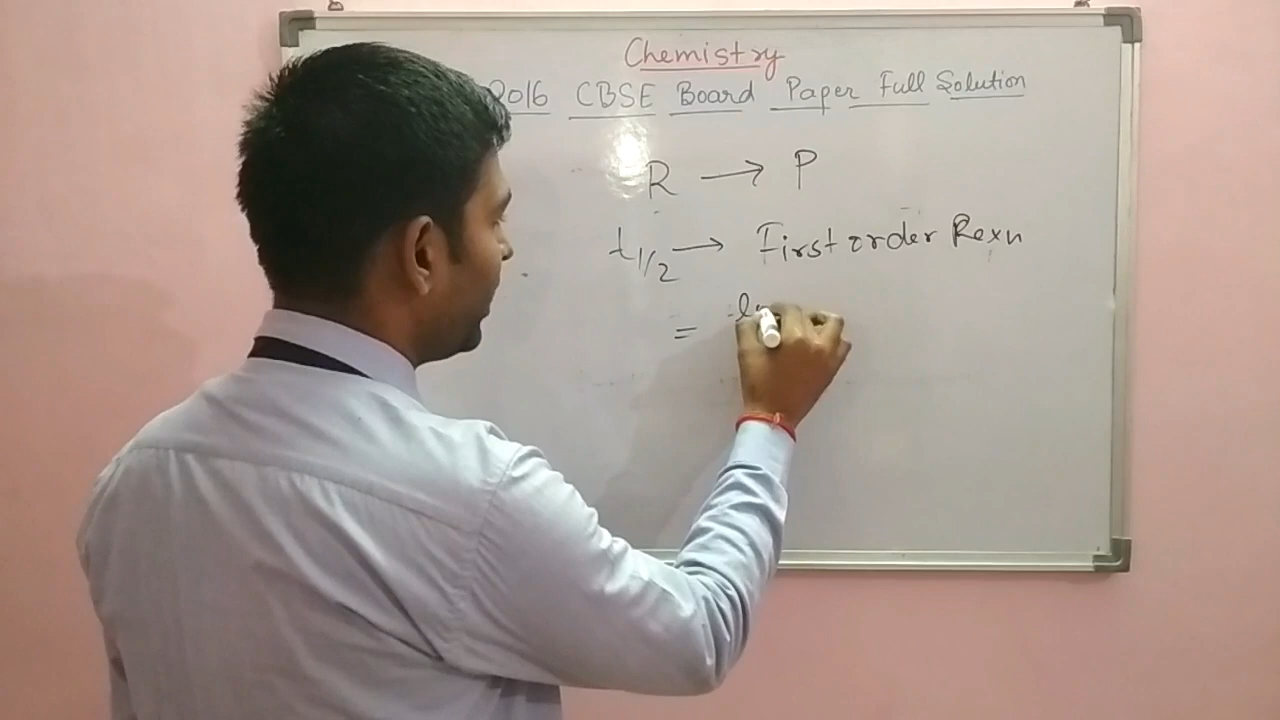 Chemistry
2016 CBSE Board Paper Full Solution
R → P
t1/2 → First order Rexn
=